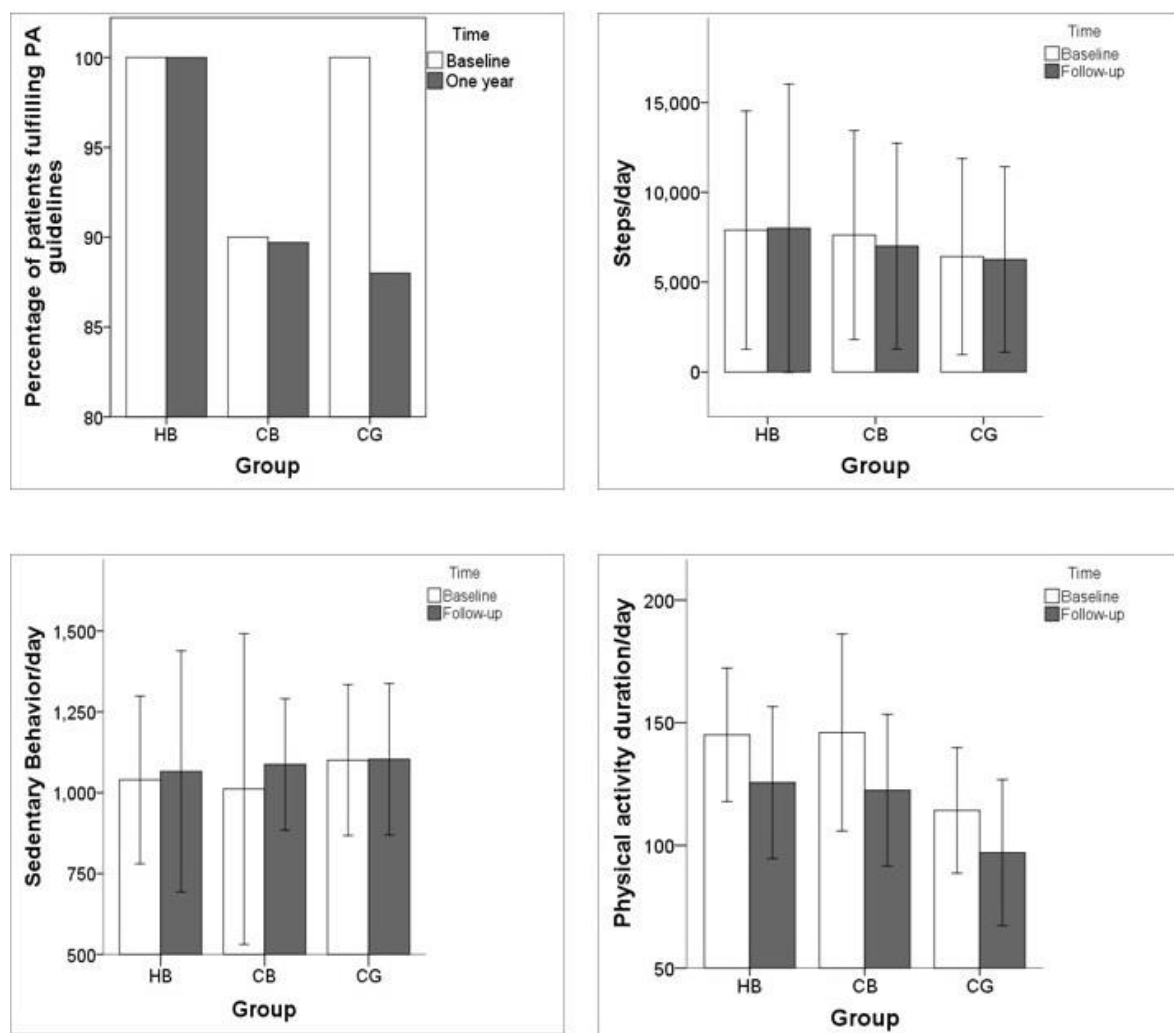 Time
Baseline
One year
Percentage of patients fulfilling PA
guidelines
100
95
90
85
80
HB CB CG
Group
Time
Baseline
Follow-up
Steps/day
15,000
10,000
5,000
0
HB CB CG
Group
Time
Baseline
Follow-up
Sedentary Behavior/day
1,500
1,250
1,000
750
500
HB CB CG
Group
Time
Baseline
Follow-up
Physical activity duration/day
200
150
100
50
HB CB CG
Group